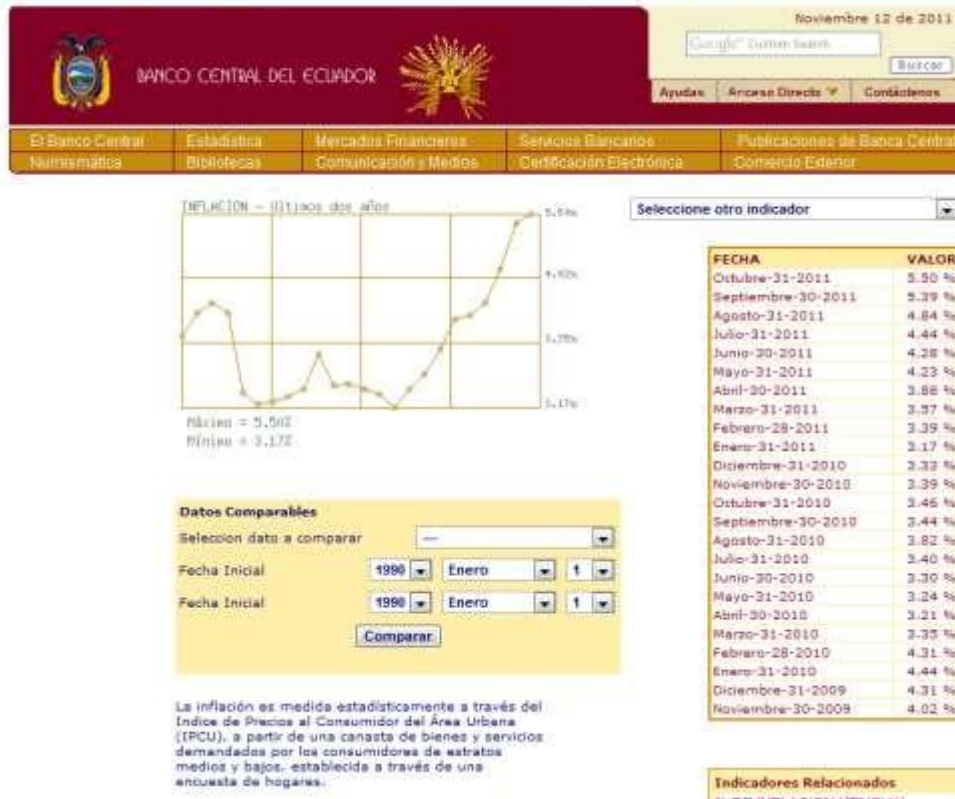 Noviembre 12 de 2011
Google™ Custom Search
Buscar
BANCO CENTRAL DEL ECUADOR
Ayudas
Acceso Directo
Contáctenos
El Banco Central
Estadística
Mercados Financieros
Servicios Bancarios
Publicaciones de Banca Central
Numismática
Bibliotecas
Comunicación y Medios
Certificación Electrónica
Comercio Exterior
INFLACION - Ultimos dos años
3.17%
Máximo = 5.50%
Mínimo = 3.17%
Seleccione otro indicador
FECHA VALOR
Octubre-31-2011 5.50 %
Septiembre-30-2011 5.39 %
Agosto-31-2011 4.84 %
Julio-31-2011 4.44 %
Junio-30-2011 4.28 %
Mayo-31-2011 4.23 %
Abril-30-2011 3.88 %
Marzo-31-2011 3.57 %
Febrero-28-2011 3.39 %
Enero-31-2011 3.17 %
Diciembre-31-2010 3.33 %
Noviembre-30-2010 3.39 %
Octubre-31-2010 3.46 %
Septiembre-30-2010 3.44 %
Agosto-31-2010 3.82 %
Julio-31-2010 3.40 %
Junio-30-2010 3.30 %
Mayo-31-2010 3.24 %
Abril-30-2010 3.21 %
Marzo-31-2010 3.35 %
Febrero-28-2010 4.31 %
Enero-31-2010 4.44 %
Diciembre-31-2009 4.31 %
Noviembre-30-2009 4.02 %
Datos Comparables
Seleccion dato a comparar ---
Fecha Inicial 1990 Enero 1
Fecha Inicial 1990 Enero 1
Comparar
La inflación es medida estadísticamente a través del
Indice de Precios al Consumidor del Área Urbana
(IPCU), a partir de una canasta de bienes y servicios
demandados por los consumidores de estratos
medios y bajos, establecida a través de una
encuesta de hogares.
Indicadores Relacionados